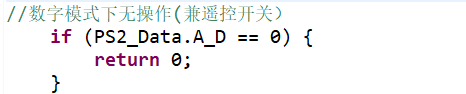 //数字模式下无操作(兼遥控开关）
if (PS2_Data.A_D == 0) {
return 0;
}